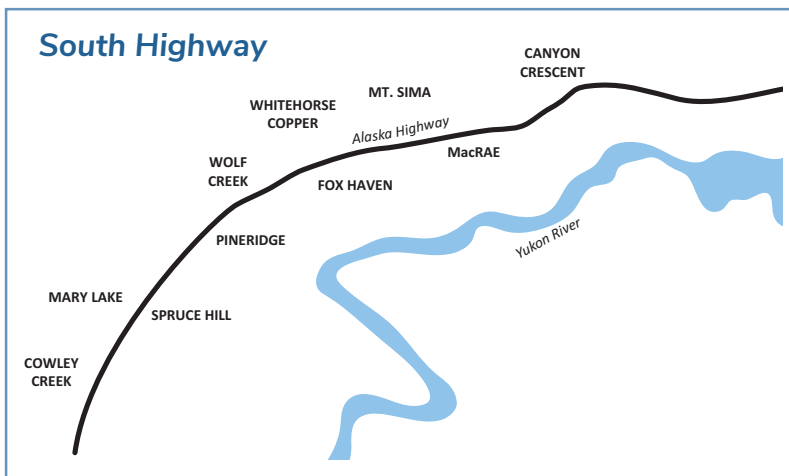 South Highway
CANYON
CRESCENT
MT. SIMA
WHITEHORSE
COPPER
Alaska Highway
MacRAE
WOLF
CREEK
FOX HAVEN
PINERIDGE
Yukon River
MARY LAKE
SPRUCE HILL
COWLEY
CREEK